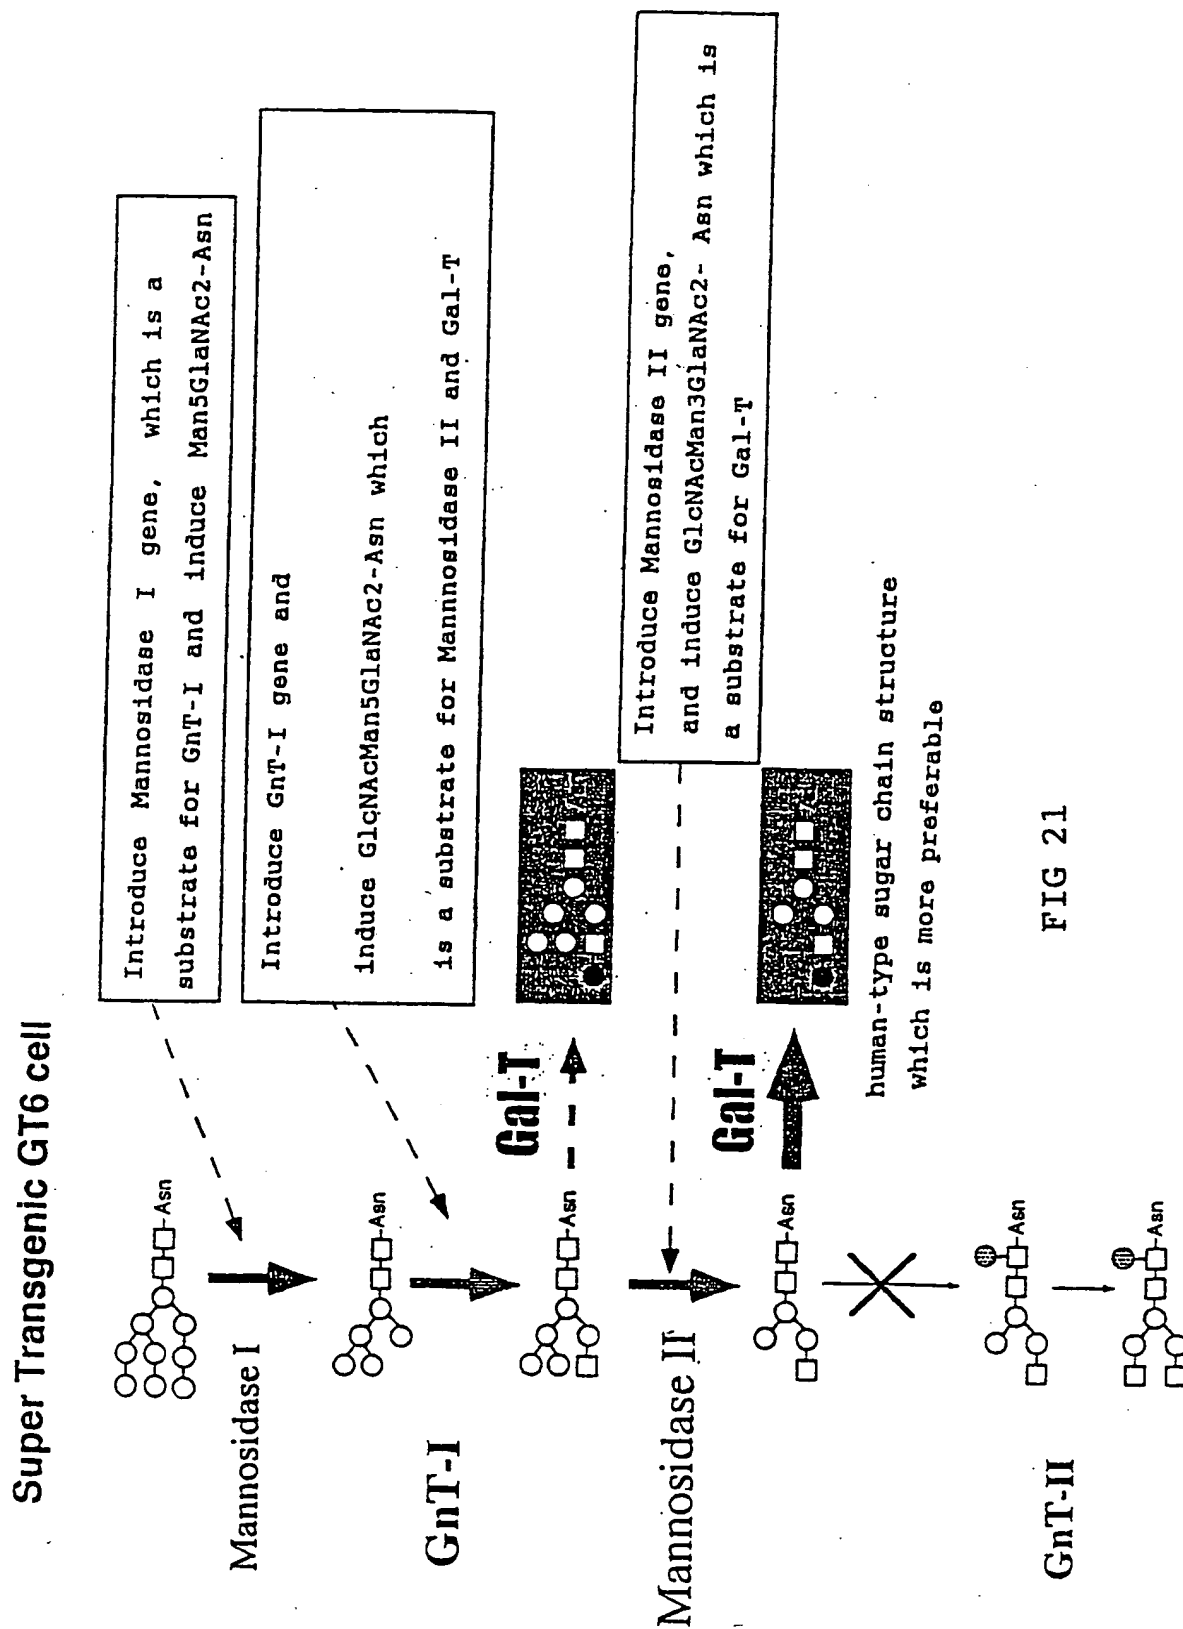 Super Transgenic GT6 cell
Introduce Mannosidase I gene, which is a
substrate for GnT-I and induce Man5GlaNAc2-Asn
Mannosidase I
Asn
Introduce GnT-I gene and
induce GlcNAcMan5GlaNAc2-Asn which
is a substrate for Mannnosidase II and Gal-T
GnT-I
Asn
Gal-T
Asn
Asn
Introduce Mannosidase II gene,
and induce GlcNAcMan3GlaNAc2- Asn which is
a substrate for Gal-T
Mannosidase II
Gal-T
Asn
human-type sugar chain structure
which is more preferable
Asn
GnT-II
Asn
FIG 21